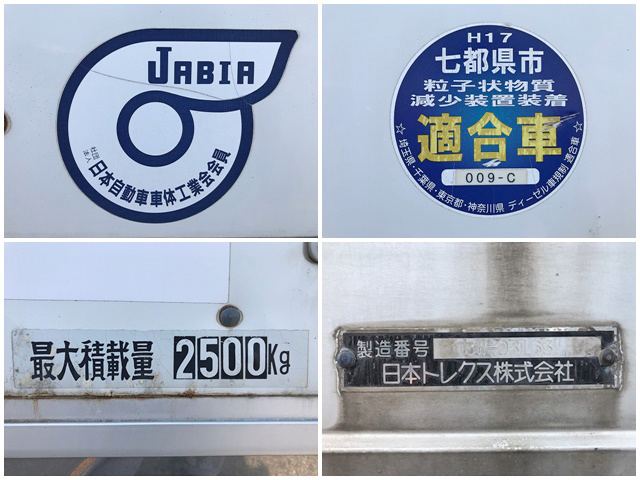 JABIA
社団法人 日本自動車車体工業会会員
H17
七都県市
粒子状物質
減少装置装着
適合車
009-C
☆埼玉県・千葉県・東京都・神奈川県 ディーゼル車規制 適合車☆
最大積載量 2500Kg
製造番号
日本トレクス株式会社